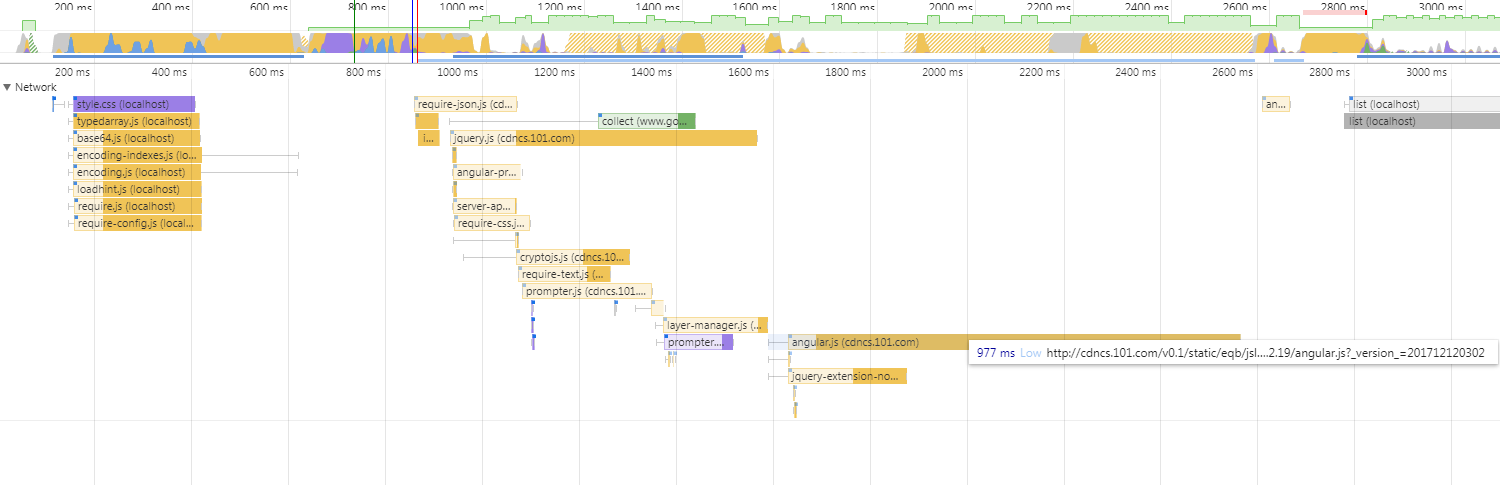 200 ms 400 ms 600 ms 800 ms 1000 ms 1200 ms 1400 ms 1600 ms 1800 ms 2000 ms 2200 ms 2400 ms 2600 ms 2800 ms 3000 ms
200 ms 400 ms 600 ms 800 ms 1000 ms 1200 ms 1400 ms 1600 ms 1800 ms 2000 ms 2200 ms 2400 ms 2600 ms 2800 ms 3000 ms
▼ Network
style.css (localhost) require-json.js (cd... an... list (localhost)
typedarray.js (localhost) collect (www.go... list (localhost)
base64.js (localhost) i... jquery.js (cdncs.101.com)
encoding-indexes.js (lo...
encoding.js (localhost) angular-pr...
loadhint.js (localhost)
require.js (localhost) server-ap...
require-config.js (local... require-css.j...
cryptojs.js (cdncs.10...
require-text.js (...
prompter.js (cdncs.101....
layer-manager.js (...
prompter.... angular.js (cdncs.101.com)
977 ms Low http://cdncs.101.com/v0.1/static/eqb/jsl....2.19/angular.js?_version_=201712120302
jquery-extension-no...